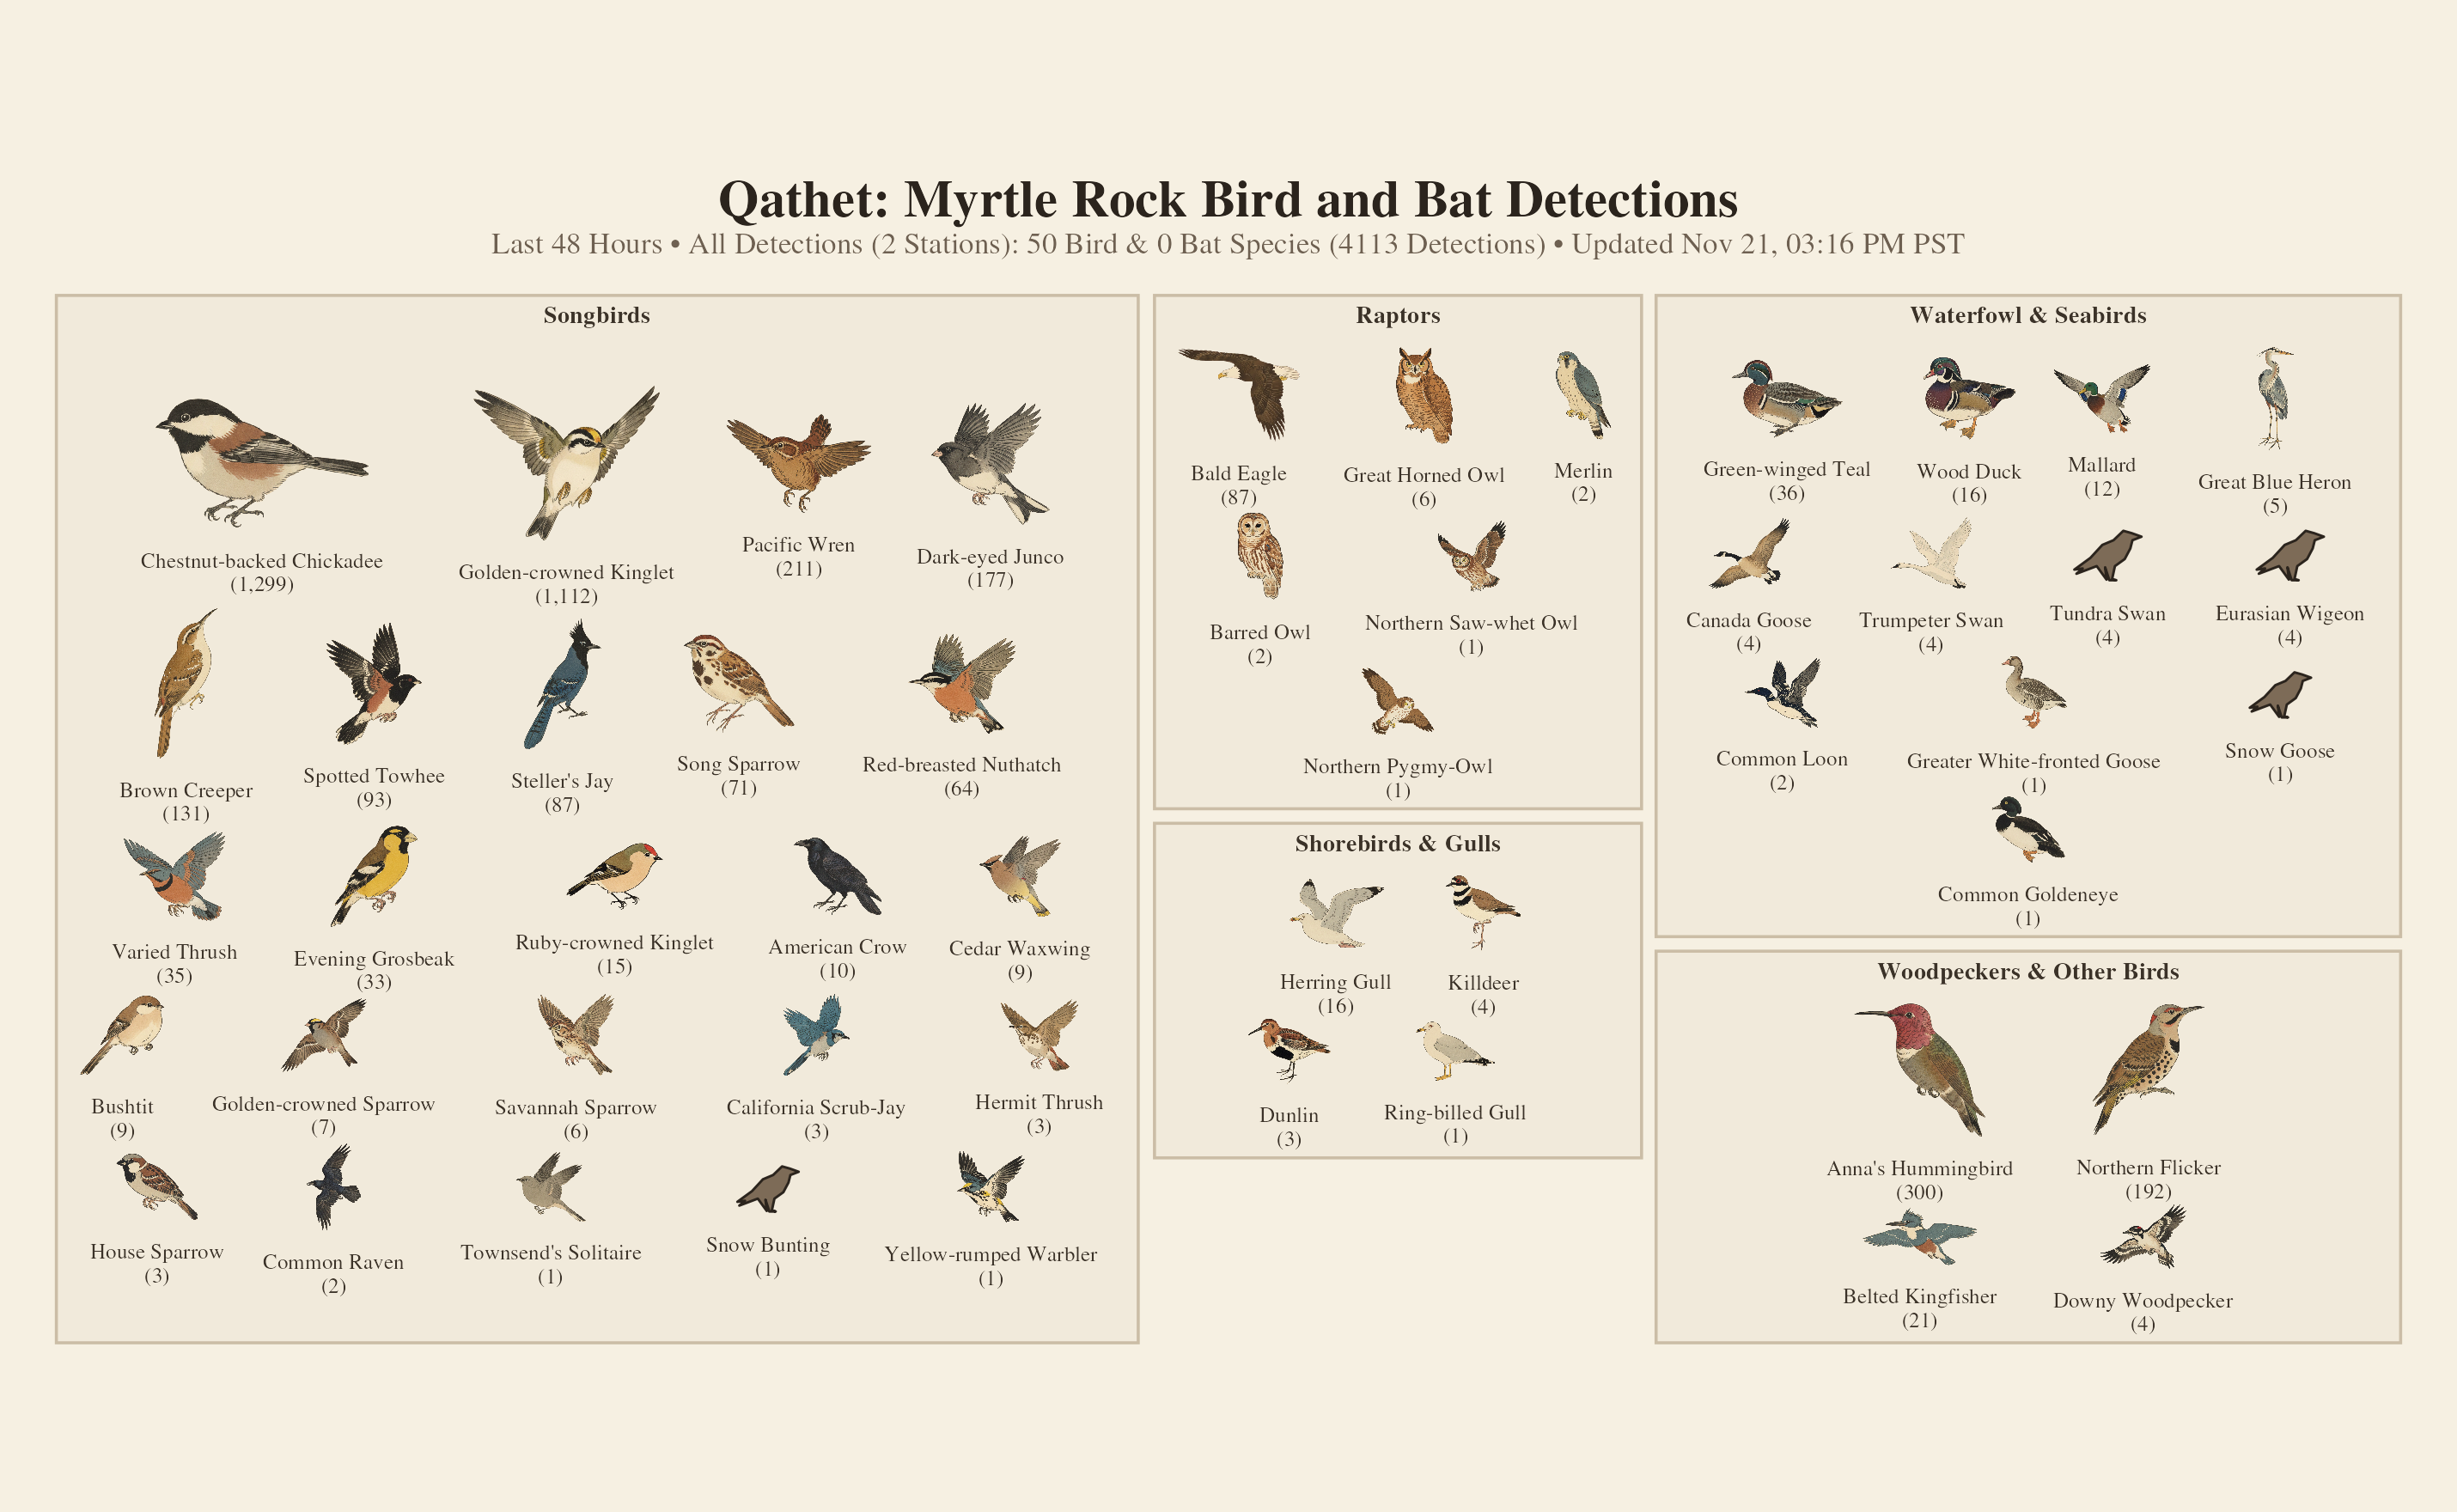 Qathet: Myrtle Rock Bird and Bat Detections
Last 48 Hours • All Detections (2 Stations): 50 Bird & 0 Bat Species (4113 Detections) • Updated Nov 21, 03:16 PM PST
Songbirds
Chestnut-backed Chickadee
(1,299)
Golden-crowned Kinglet
(1,112)
Pacific Wren
(211)
Dark-eyed Junco
(177)
Brown Creeper
(131)
Spotted Towhee
(93)
Steller's Jay
(87)
Song Sparrow
(71)
Red-breasted Nuthatch
(64)
Varied Thrush
(35)
Evening Grosbeak
(33)
Ruby-crowned Kinglet
(15)
American Crow
(10)
Cedar Waxwing
(9)
Bushtit
(9)
Golden-crowned Sparrow
(7)
Savannah Sparrow
(6)
California Scrub-Jay
(3)
Hermit Thrush
(3)
House Sparrow
(3)
Common Raven
(2)
Townsend's Solitaire
(1)
Snow Bunting
(1)
Yellow-rumped Warbler
(1)
Raptors
Bald Eagle
(87)
Great Horned Owl
(6)
Merlin
(2)
Barred Owl
(2)
Northern Saw-whet Owl
(1)
Northern Pygmy-Owl
(1)
Shorebirds & Gulls
Herring Gull
(16)
Killdeer
(4)
Dunlin
(3)
Ring-billed Gull
(1)
Waterfowl & Seabirds
Green-winged Teal
(36)
Wood Duck
(16)
Mallard
(12)
Great Blue Heron
(5)
Canada Goose
(4)
Trumpeter Swan
(4)
Tundra Swan
(4)
Eurasian Wigeon
(4)
Common Loon
(2)
Greater White-fronted Goose
(1)
Snow Goose
(1)
Common Goldeneye
(1)
Woodpeckers & Other Birds
Anna's Hummingbird
(300)
Northern Flicker
(192)
Belted Kingfisher
(21)
Downy Woodpecker
(4)